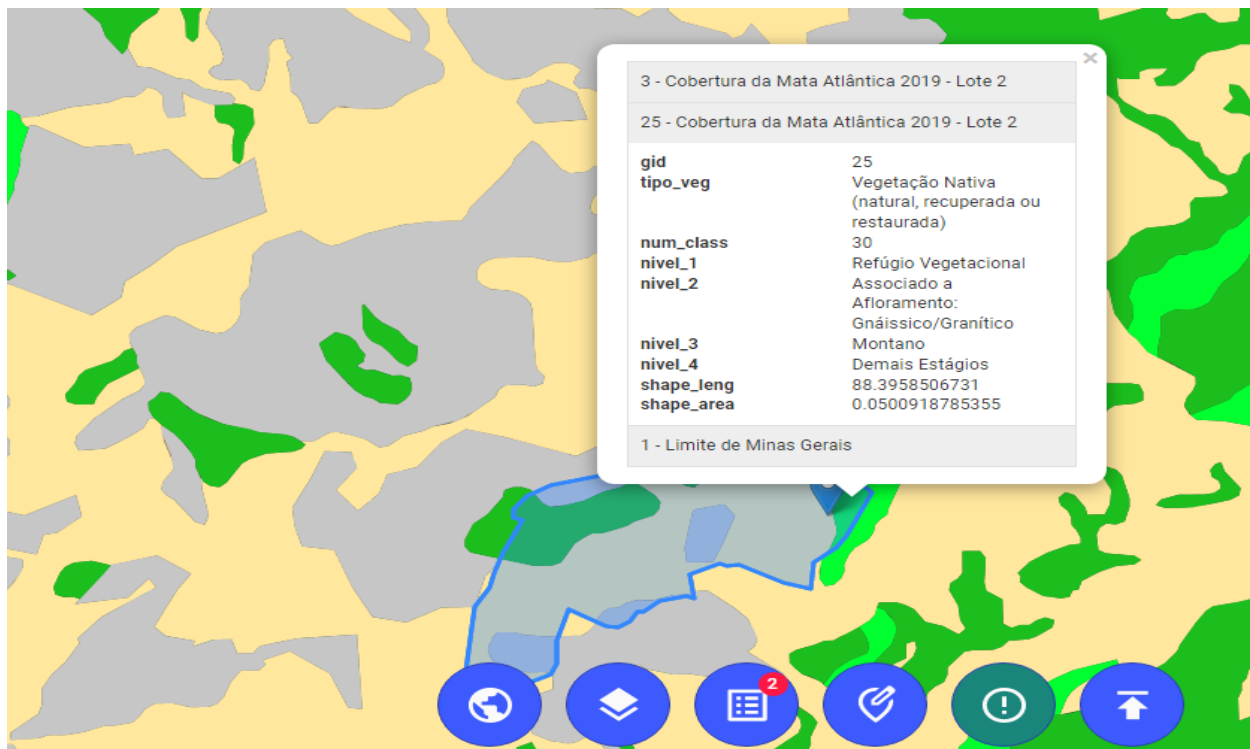 ×
3 - Cobertura da Mata Atlântica 2019 - Lote 2
25 - Cobertura da Mata Atlântica 2019 - Lote 2
gid 25
tipo_veg Vegetação Nativa
(natural, recuperada ou
restaurada)
num_class 30
nivel_1 Refúgio Vegetacional
nivel_2 Associado a
Afloramento:
Gnáissico/Granítico
nivel_3 Montano
nivel_4 Demais Estágios
shape_leng 88.3958506731
shape_area 0.0500918785355
1 - Limite de Minas Gerais
2